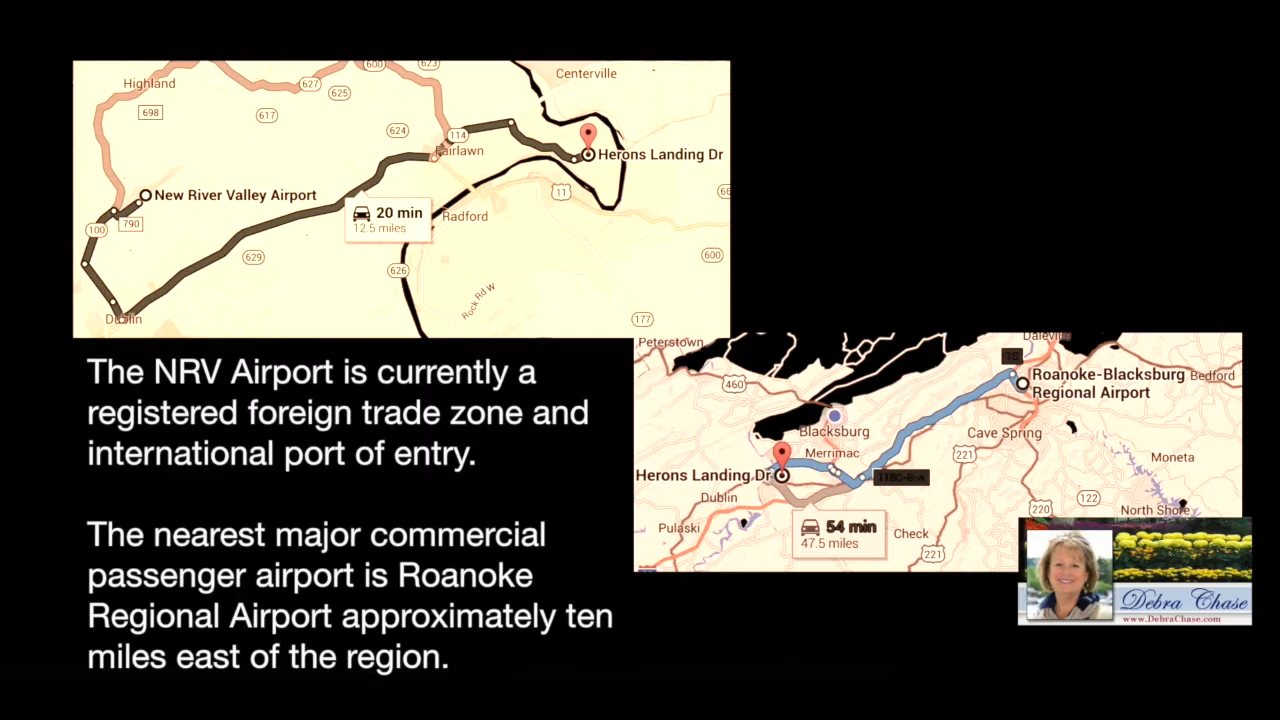 600
623
Centerville
Highland
627
625
698
617
624
114
Fairlawn
Herons Landing Dr
New River Valley Airport
11
790
20 min
12.5 miles
Radford
100
629
626
600
Rock Rd W
177
The NRV Airport is currently a
registered foreign trade zone and
international port of entry.
The nearest major commercial
passenger airport is Roanoke
Regional Airport approximately ten
miles east of the region.
Peterstown
460
Roanoke-Blacksburg
Regional Airport
Bedford
Blacksburg
Cave Spring
Merrimac
221
Moneta
Herons Landing Dr
Dublin
122
220
North Shore
Pulaski
54 min
47.5 miles
Check
221
Debra Chase
www.DebraChase.com